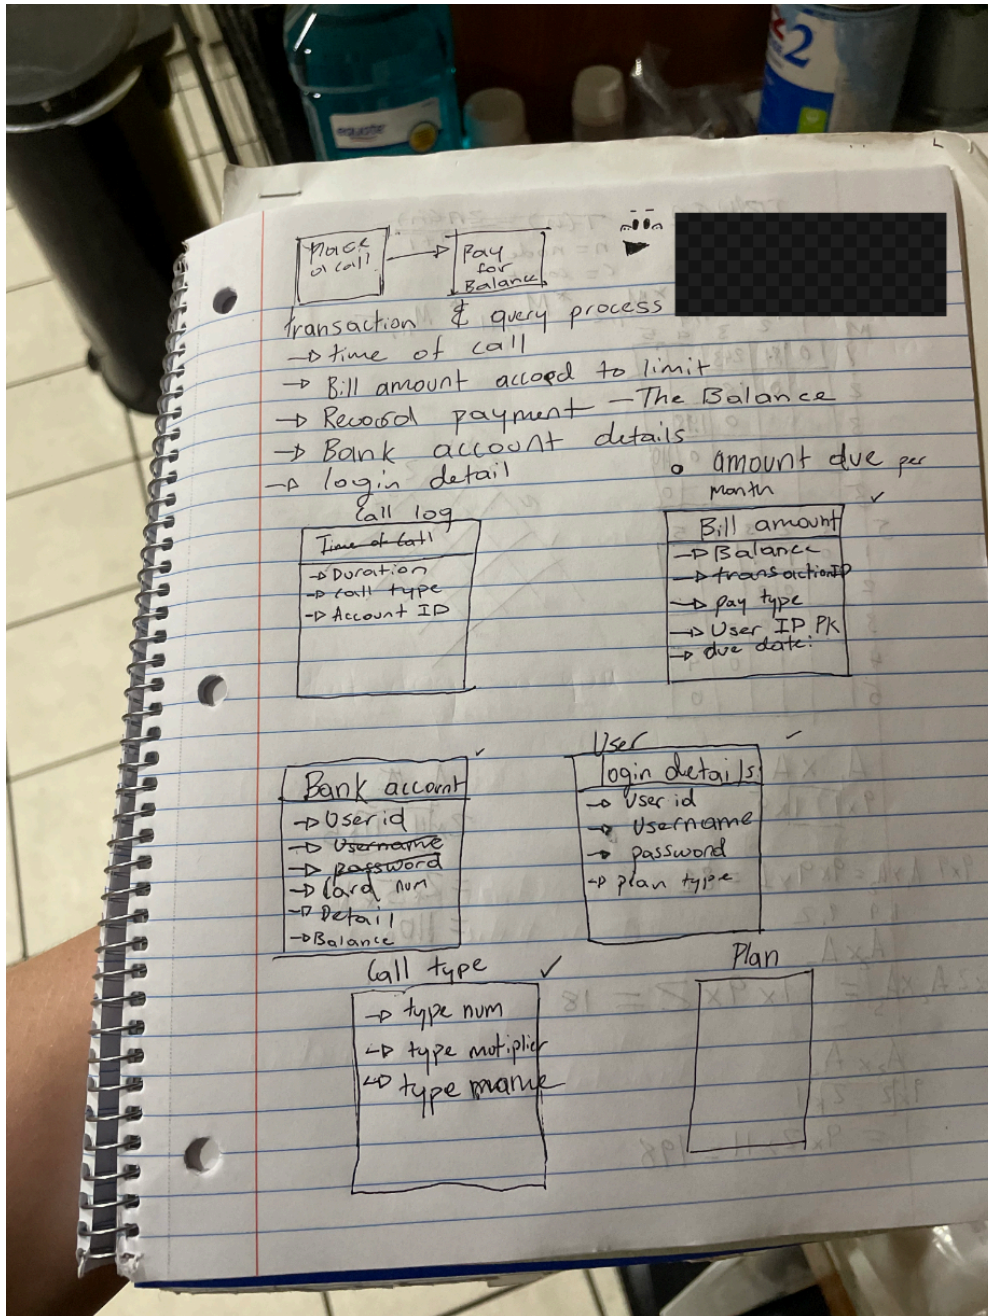 Place
a call
Pay
for
Balance
transaction & query process
→ time of call
→ Bill amount accord to limit
→ Record payment – The Balance
→ Bank account details
→ login detail
o amount due per
month
Call log
Time of Call
→ Duration
→ call type
→ Account ID
✓
Bill amount
→ Balance
→ transactionID
→ pay type
→ User ID PK
→ due date.
✓
Bank account
→ User id
→ Username
→ password
→ Card num
→ Detail
→ Balance
User ✓
login details
→ User id
→ Username
→ password
→ plan type
Call type ✓
→ type num
→ type motiplier
→ type name
Plan
equate
2